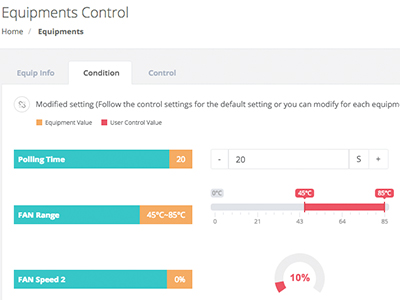 Equipments Control
Home / Equipments
Equip Info Condition Control
Modified setting (Follow the control settings for the default setting or you can modify for each equipm
Equipment Value User Control Value
Polling Time 20 - 20 S +
0°C 45°C 85°C
FAN Range 45°C~85°C
0 21 43 64 85
FAN Speed 2 0% 10%